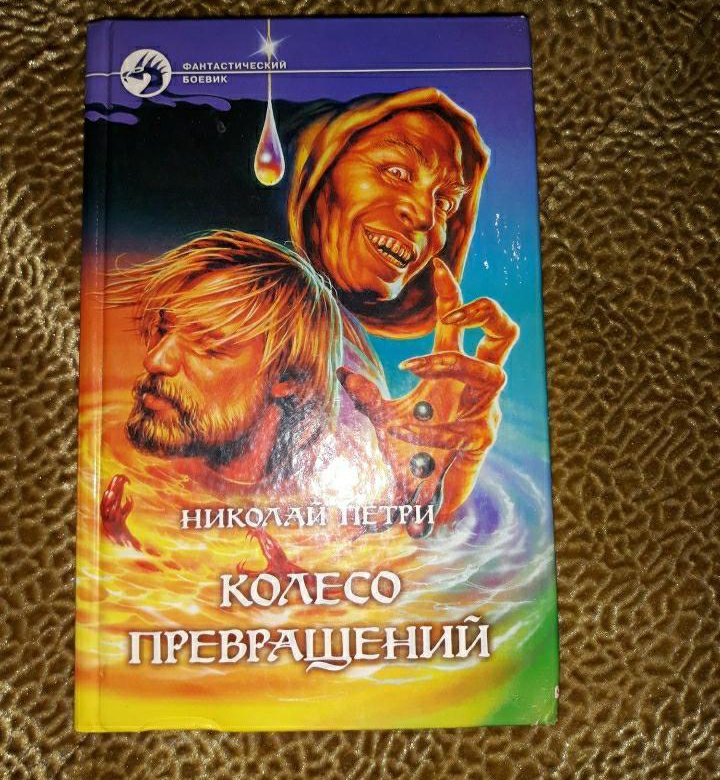 ФАНТАСТИЧЕСКИЙ
БОЕВИК
НИКОЛАЙ ПЕТРИ
КОЛЕСО
ПРЕВРАЩЕНИЙ